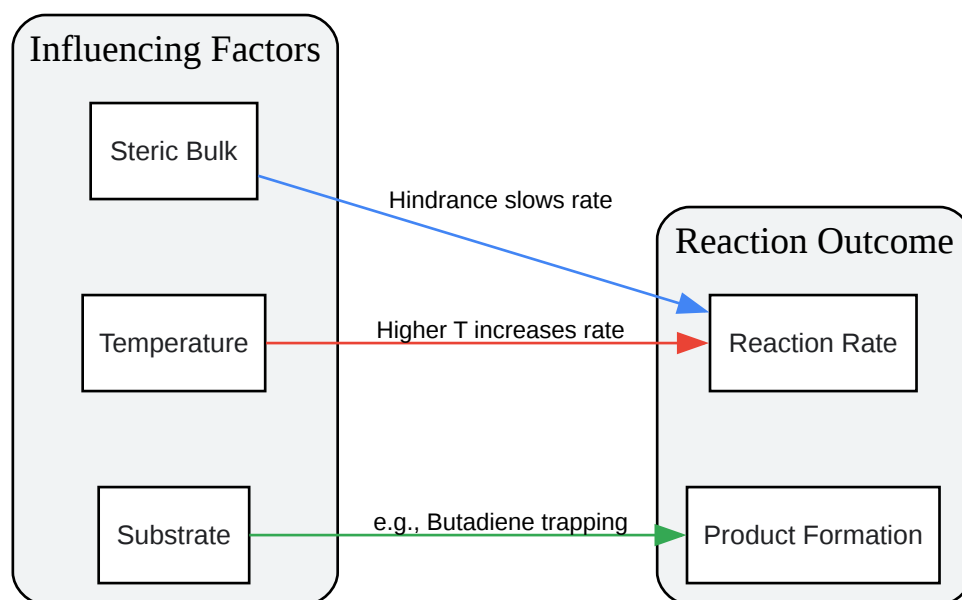 Influencing Factors
Steric Bulk
Hindrance slows rate
Reaction Outcome
Temperature
Higher T increases rate
Reaction Rate
Substrate
e.g., Butadiene trapping
Product Formation